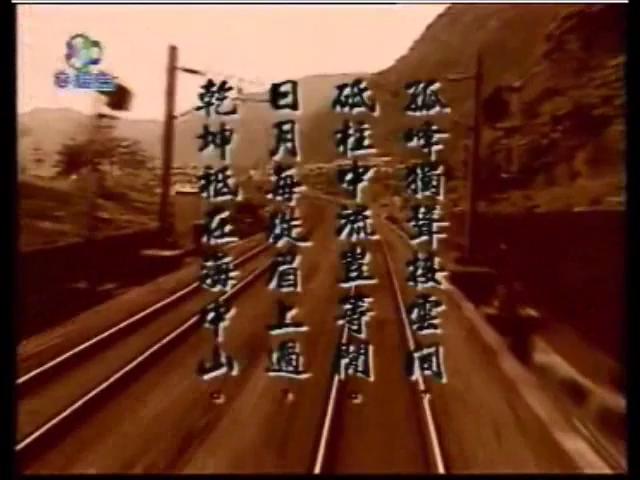 孤峰獨聳接雲間，
砥柱中流豈等閒。
日月每從眉上過，
乾坤祗在海中山。